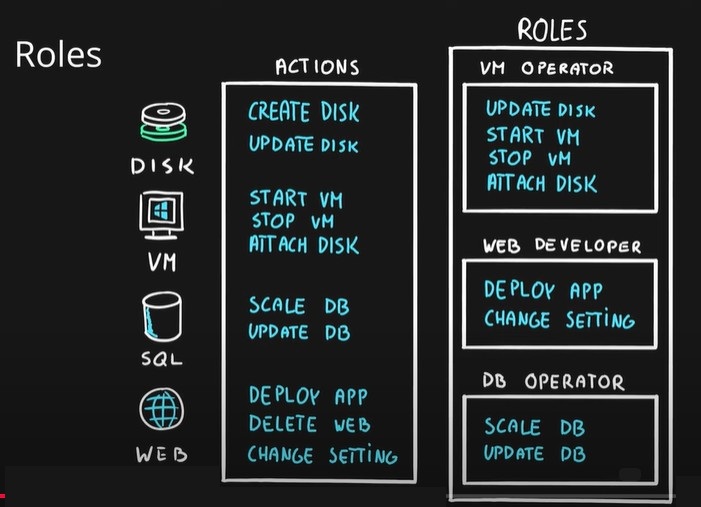 Roles
ACTIONS
DISK
CREATE DISK
UPDATE DISK
VM
START VM
STOP VM
ATTACH DISK
SQL
SCALE DB
UPDATE DB
WEB
DEPLOY APP
DELETE WEB
CHANGE SETTING
ROLES
VM OPERATOR
UPDATE DISK
START VM
STOP VM
ATTACH DISK
WEB DEVELOPER
DEPLOY APP
CHANGE SETTING
DB OPERATOR
SCALE DB
UPDATE DB